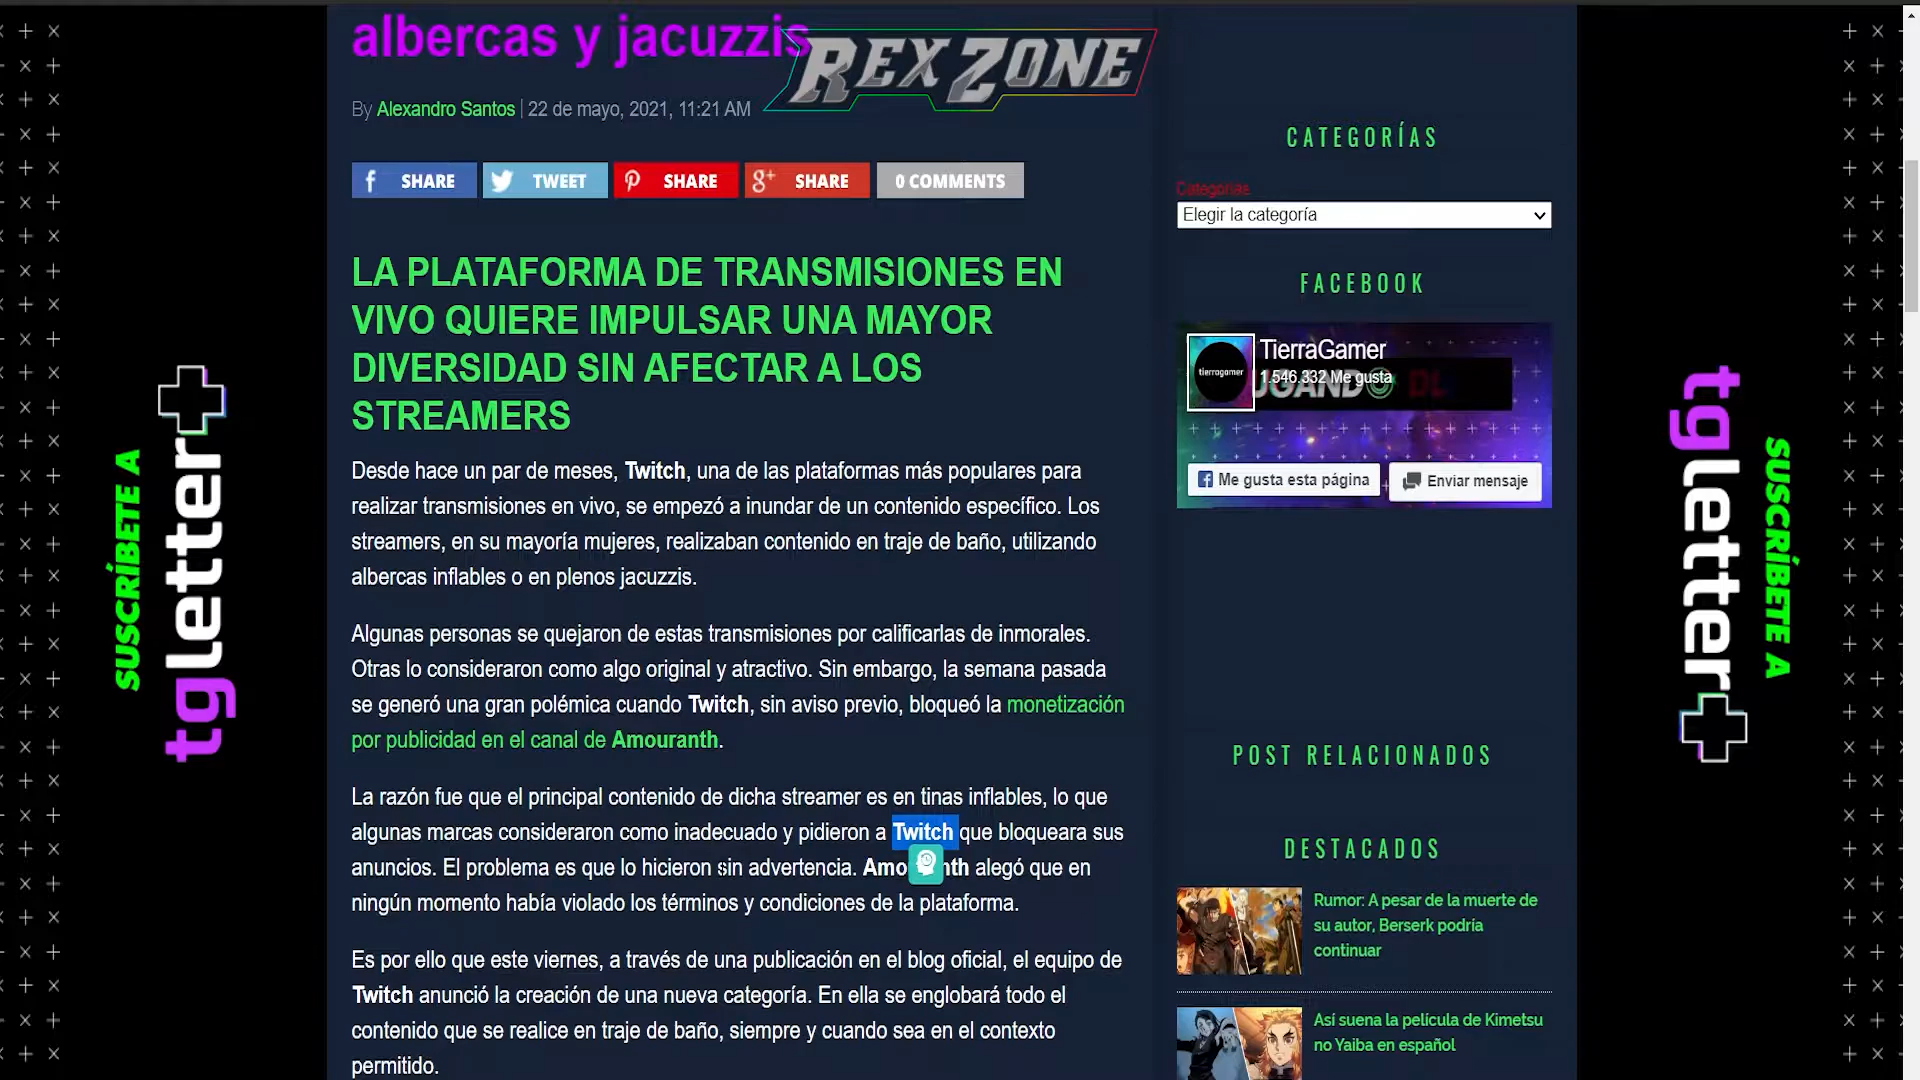 albercas y jacuzzis
REX ZONE
By Alexandro Santos | 22 de mayo, 2021, 11:21 AM
SHARE
TWEET
SHARE
SHARE
0 COMMENTS
LA PLATAFORMA DE TRANSMISIONES EN
VIVO QUIERE IMPULSAR UNA MAYOR
DIVERSIDAD SIN AFECTAR A LOS
STREAMERS
Desde hace un par de meses, Twitch, una de las plataformas más populares para
realizar transmisiones en vivo, se empezó a inundar de un contenido específico. Los
streamers, en su mayoría mujeres, realizaban contenido en traje de baño, utilizando
albercas inflables o en plenos jacuzzis.
Algunas personas se quejaron de estas transmisiones por calificarlas de inmorales.
Otras lo consideraron como algo original y atractivo. Sin embargo, la semana pasada
se generó una gran polémica cuando Twitch, sin aviso previo, bloqueó la monetización
por publicidad en el canal de Amouranth.
La razón fue que el principal contenido de dicha streamer es en tinas inflables, lo que
algunas marcas consideraron como inadecuado y pidieron a Twitch que bloqueara sus
anuncios. El problema es que lo hicieron sin advertencia. Amouranth alegó que en
ningún momento había violado los términos y condiciones de la plataforma.
Es por ello que este viernes, a través de una publicación en el blog oficial, el equipo de
Twitch anunció la creación de una nueva categoría. En ella se englobará todo el
contenido que se realice en traje de baño, siempre y cuando sea en el contexto
permitido.
CATEGORÍAS
Categorías
Elegir la categoría
FACEBOOK
tierragamer
TierraGamer
1.546.332 Me gusta
UGANDO DL
Me gusta esta página
Enviar mensaje
POST RELACIONADOS
DESTACADOS
Rumor: A pesar de la muerte de
su autor, Berserk podría
continuar
Así suena la película de Kimetsu
no Yaiba en español
SUSCRÍBETE A
tgletter+
SUSCRÍBETE A
tgletter+